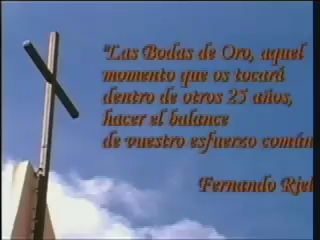 "Las Bodas de Oro, aquel
momento que os tocará
dentro de otros 25 años,
hacer el balance
de vuestro esfuerzo común
Fernando